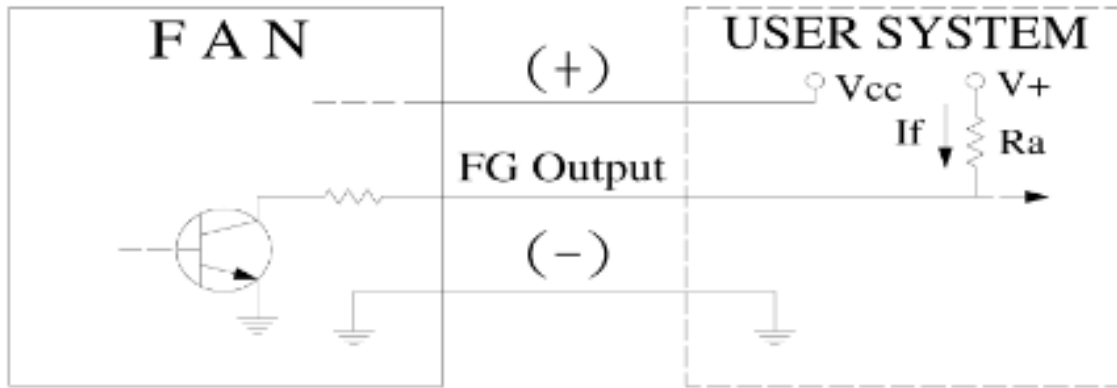 F A N
(+)
USER SYSTEM
Vcc
V+
If
Ra
FG Output
(-)